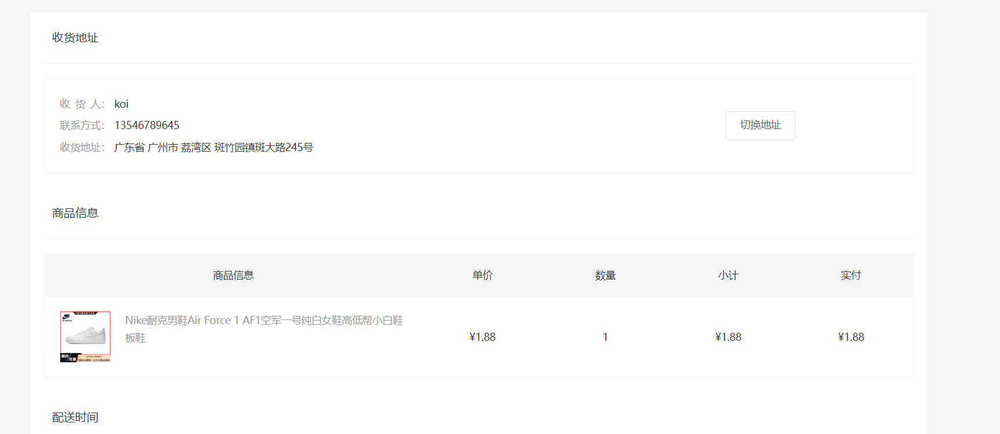 收货地址
收 货 人： koi
联系方式： 13546789645
收货地址： 广东省 广州市 荔湾区 斑竹园镇斑大路245号
切换地址
商品信息
商品信息 单价 数量 小计 实付
Nike耐克男鞋Air Force 1 AF1空军一号纯白女鞋高低帮小白鞋
板鞋
¥1.88 1 ¥1.88 ¥1.88
配送时间